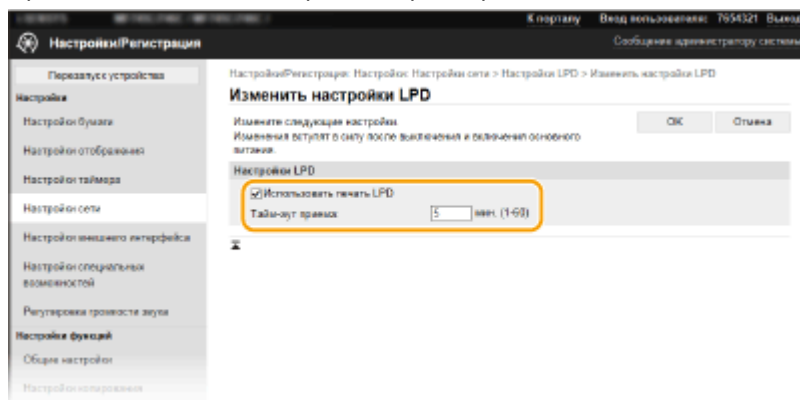 К порталу Вход пользователя: 7654321 Выход
Настройки/Регистрация
Сообщение администратору системы
Перезапуск устройства
Настройки
Настройки бумаги
Настройки отображения
Настройки таймера
Настройки сети
Настройки внешнего интерфейса
Настройки специальных
возможностей
Регулировка громкости звука
Настройки функций
Общие настройки
Настройки копирования
Настройки/Регистрация: Настройки: Настройки сети > Настройки LPD > Изменить настройки LPD
Изменить настройки LPD
Измените следующие настройки.
Изменения вступят в силу после выключения и включения основного
питания.
OK Отмена
Настройки LPD
Использовать печать LPD
Тайм-аут приема: 5 мин. (1-60)